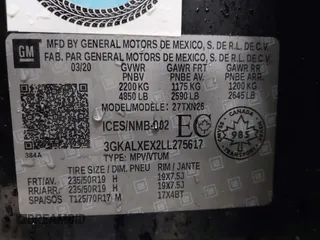 GM
MFD BY GENERAL MOTORS DE MEXICO, S. DE R.L. DE C.V.
FAB. PAR GENERAL MOTORS DE MEXICO, S. DE R.L. DE C.V.
03/20 GVWR GAWR FRT GAWR RR
PNBV PNBE AV. PNBE ARR.
2200 KG 1175 KG 1200 KG
4850 LB 2590 LB 2645 LB
MODEL/MODELE: 27TXN26
ICES/NMB-002 EC
985
3GKALXEX2LL275617
384A TYPE: MPV/VTUM
TIRE SIZE / DIM. PNEU RIM / JANTE
FRT/AV. 235/50R19 H 19X7.5J
RR/ARR 235/50R19 H 19X7.5J
SPA/SOS T125/70R17 M 17X4BT